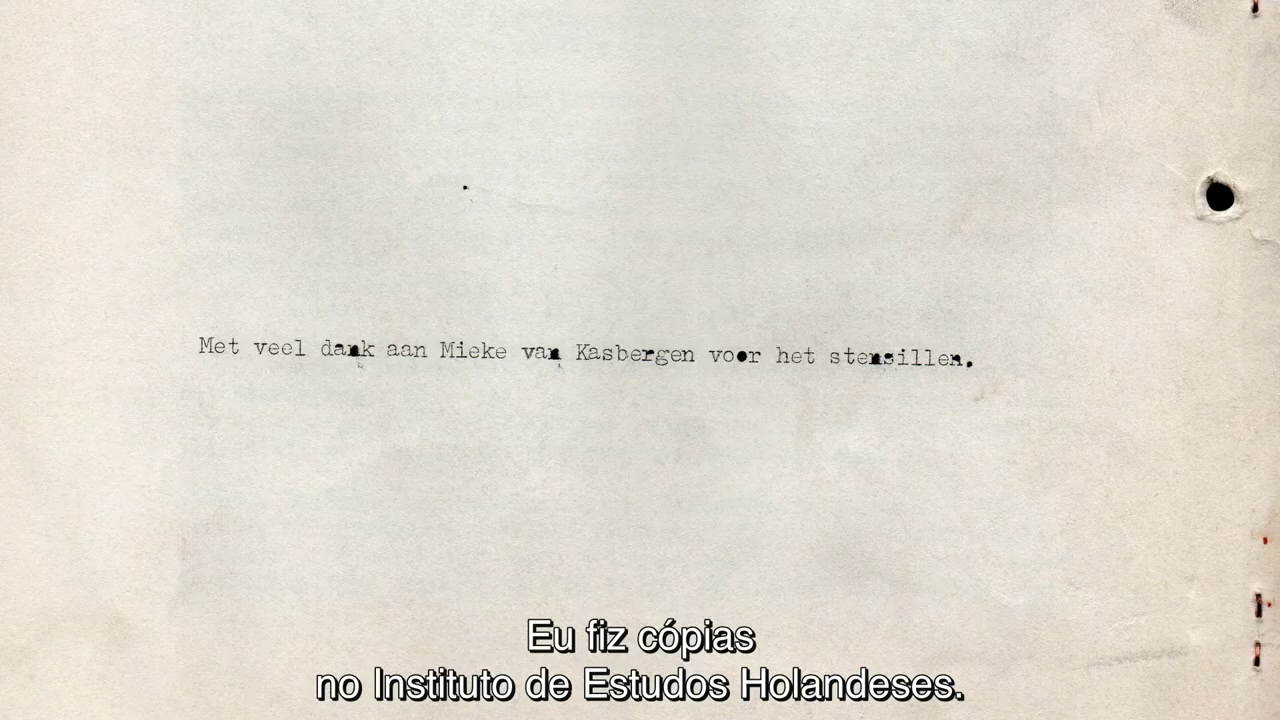 Met veel dank aan Mieke van Kasbergen voor het stensillen.
Eu fiz cópias
no Instituto de Estudos Holandeses.